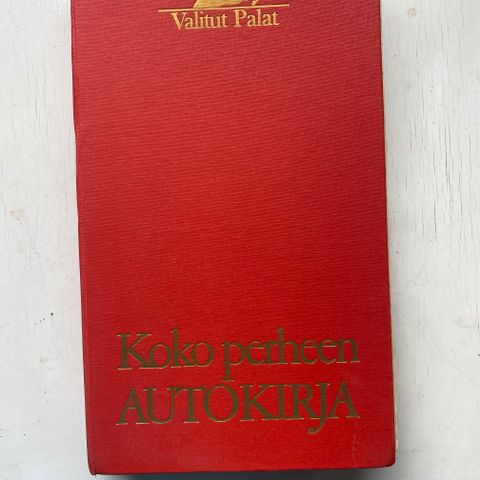 Valitut Palat
Koko perheen
AUTOKIRJA